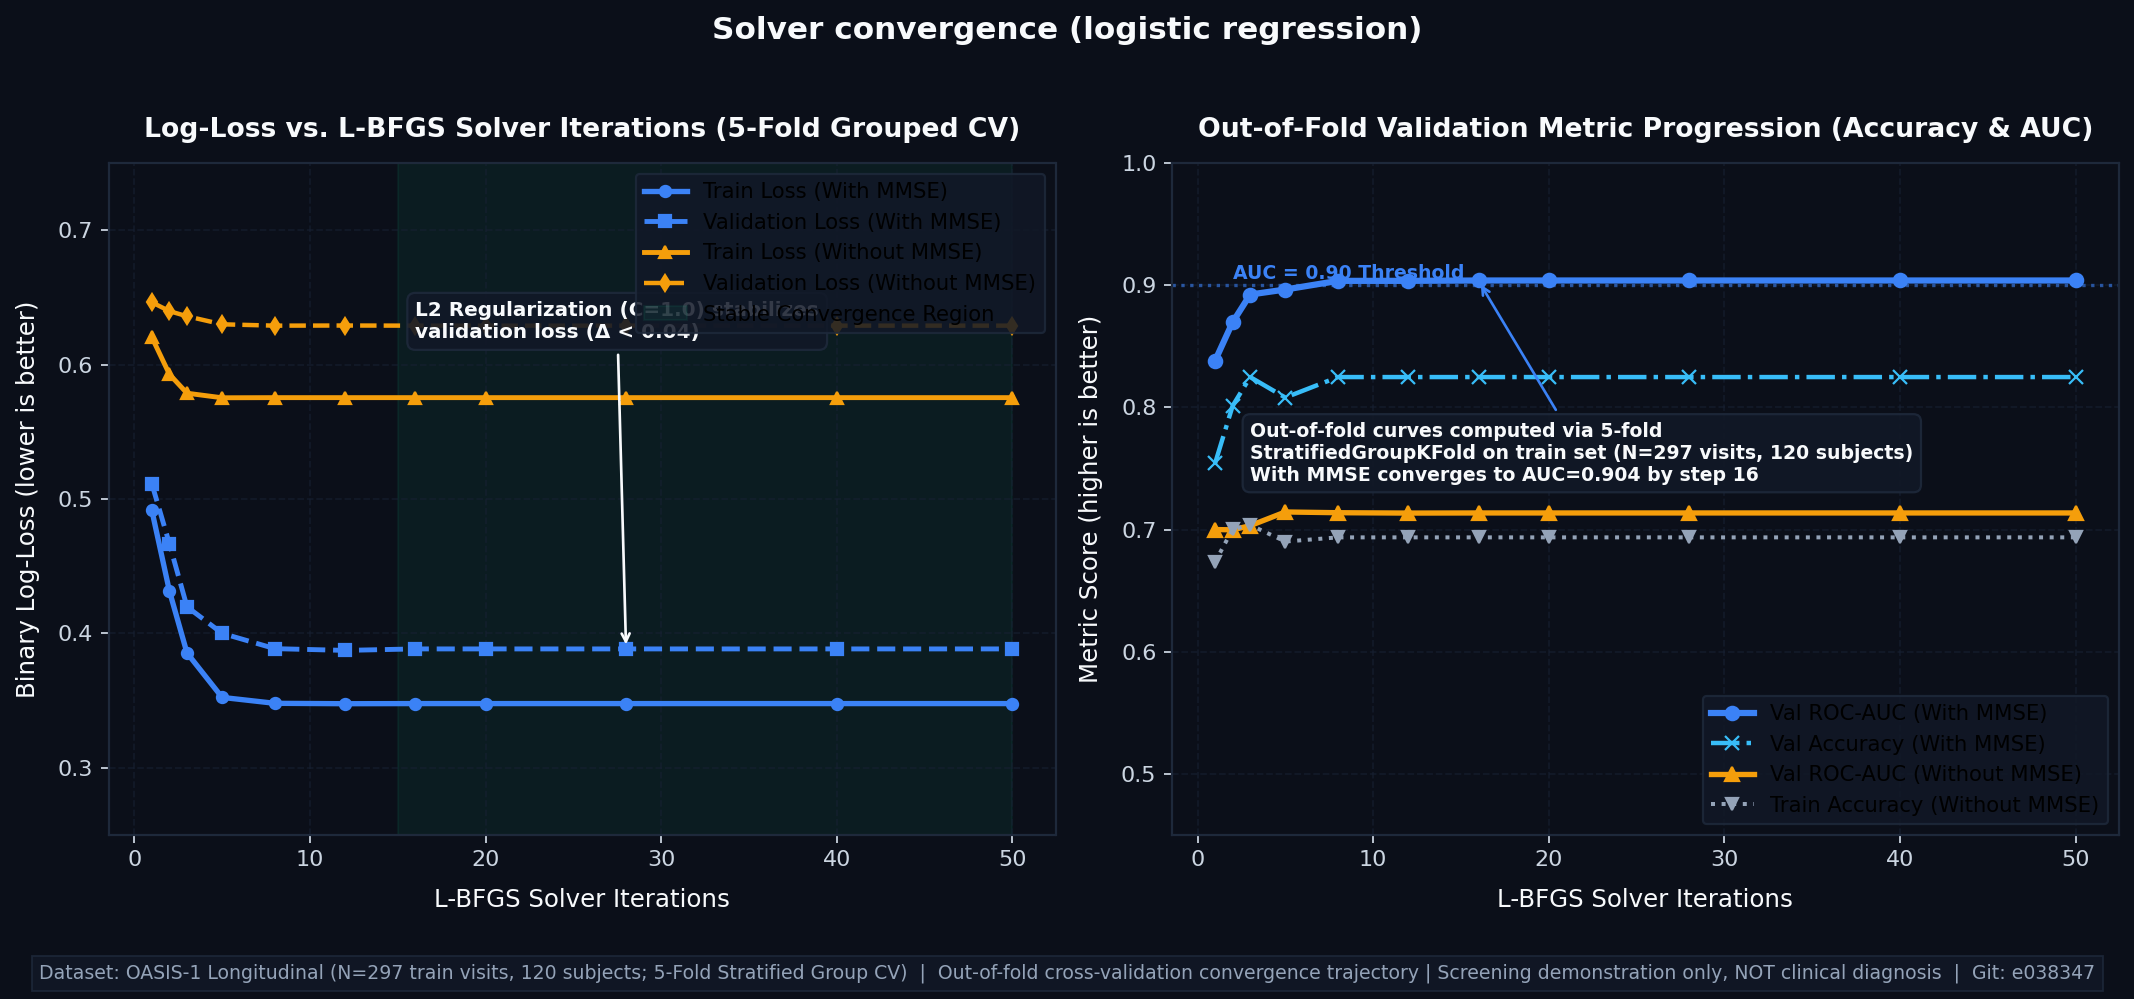 Solver convergence (logistic regression)
Log-Loss vs. L-BFGS Solver Iterations (5-Fold Grouped CV)
Binary Log-Loss (lower is better)
0.7
0.6
0.5
0.4
0.3
Train Loss (With MMSE)
Validation Loss (With MMSE)
Train Loss (Without MMSE)
Validation Loss (Without MMSE)
Stable Convergence Region
L2 Regularization (C=1.0) stabilizes
validation loss (Δ < 0.04)
0 10 20 30 40 50
L-BFGS Solver Iterations
Out-of-Fold Validation Metric Progression (Accuracy & AUC)
Metric Score (higher is better)
1.0
0.9
0.8
0.7
0.6
0.5
AUC = 0.90 Threshold
Out-of-fold curves computed via 5-fold
StratifiedGroupKFold on train set (N=297 visits, 120 subjects)
With MMSE converges to AUC=0.904 by step 16
Val ROC-AUC (With MMSE)
Val Accuracy (With MMSE)
Val ROC-AUC (Without MMSE)
Train Accuracy (Without MMSE)
0 10 20 30 40 50
L-BFGS Solver Iterations
Dataset: OASIS-1 Longitudinal (N=297 train visits, 120 subjects; 5-Fold Stratified Group CV) | Out-of-fold cross-validation convergence trajectory | Screening demonstration only, NOT clinical diagnosis | Git: e038347